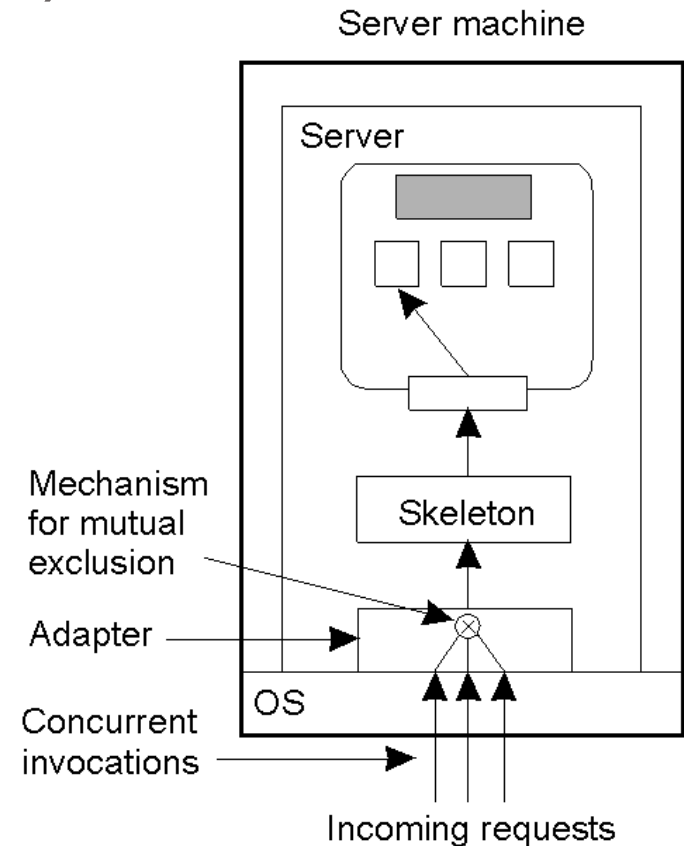 Server machine
Server
Mechanism
for mutual
exclusion
Skeleton
Adapter
OS
Concurrent
invocations
Incoming requests